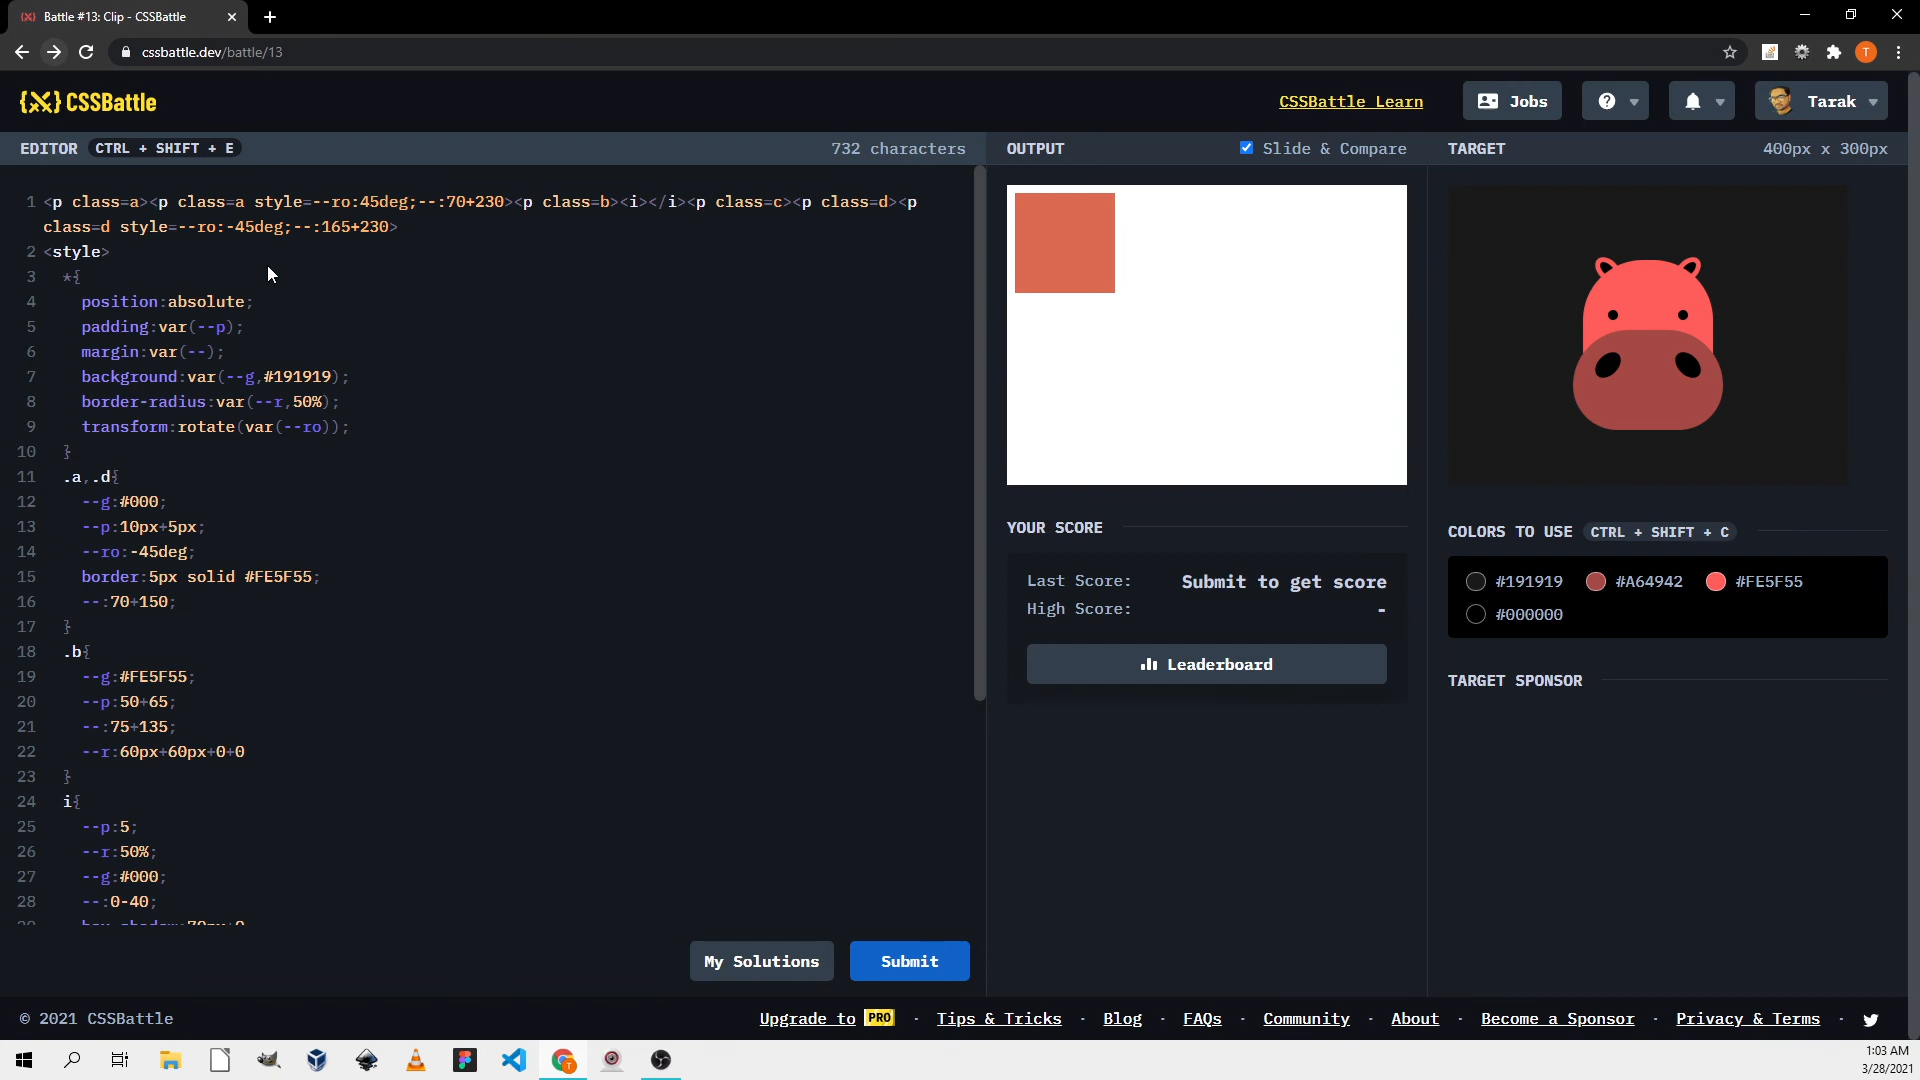 Battle #13: Clip - CSSBattle
cssbattle.dev/battle/13
T
{X} CSSBattle
CSSBattle Learn
Jobs
Tarak
EDITOR CTRL + SHIFT + E
732 characters
OUTPUT
Slide & Compare
TARGET
400px x 300px
1 <p class=a><p class=a style=--ro:45deg;--:70+230><p class=b><i></i><p class=c><p class=d><p
class=d style=--ro:-45deg;--:165+230>
2 <style>
3 *{
4 position:absolute;
5 padding:var(--p);
6 margin:var(--);
7 background:var(--g,#191919);
8 border-radius:var(--r,50%);
9 transform:rotate(var(--ro));
10 }
11 .a,.d{
12 --g:#000;
13 --p:10px+5px;
14 --ro:-45deg;
15 border:5px solid #FE5F55;
16 --:70+150;
17 }
18 .b{
19 --g:#FE5F55;
20 --p:50+65;
21 --:75+135;
22 --r:60px+60px+0+0
23 }
24 i{
25 --p:5;
26 --r:50%;
27 --g:#000;
28 --:0-40;
My Solutions
Submit
YOUR SCORE
Last Score: Submit to get score
High Score: -
Leaderboard
COLORS TO USE CTRL + SHIFT + C
#191919 #A64942 #FE5F55
#000000
TARGET SPONSOR
© 2021 CSSBattle
Upgrade to PRO · Tips & Tricks · Blog · FAQs · Community · About · Become a Sponsor · Privacy & Terms ·
1:03 AM
3/28/2021